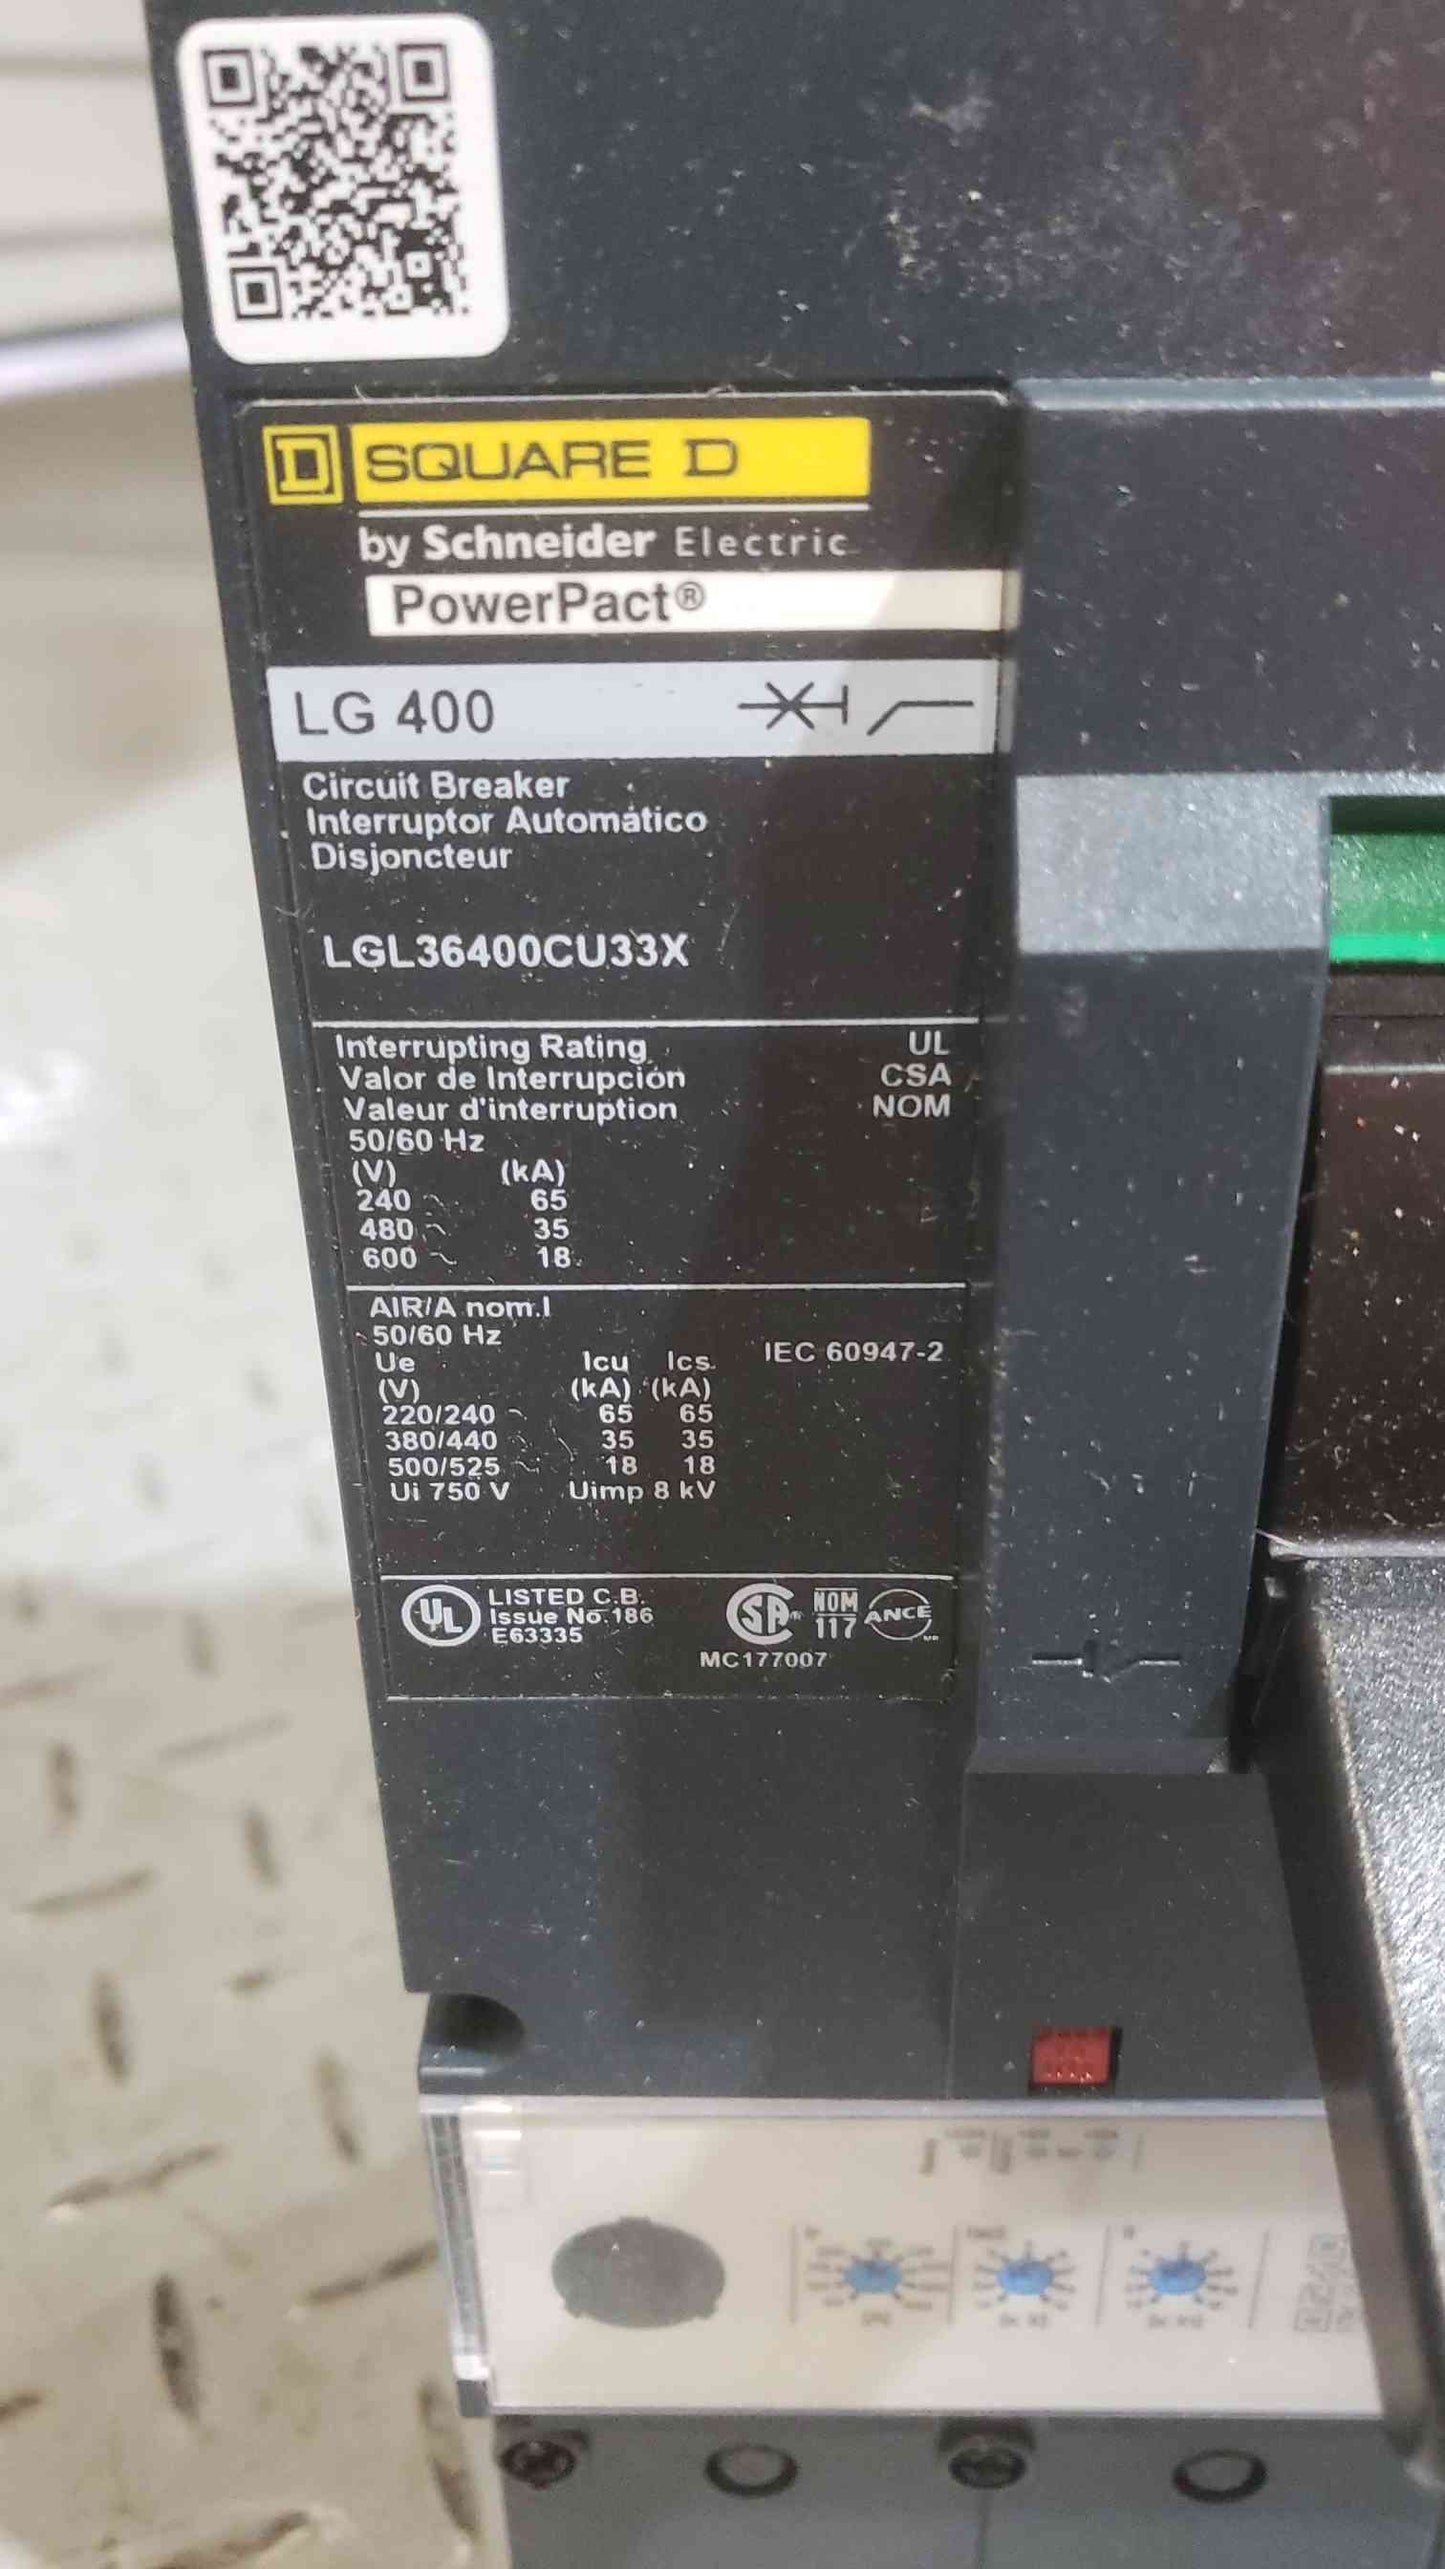 SQUARE D
by Schneider Electric
PowerPact®
LG 400
Circuit Breaker
Interruptor Automático
Disjoncteur
LGL36400CU33X
Interrupting Rating UL
Valor de Interrupción CSA
Valeur d'interruption NOM
50/60 Hz
(V) (kA)
240 ~ 65
480 ~ 35
600 ~ 18
AIR/A nom.I
50/60 Hz IEC 60947-2
Ue Icu Ics
(V) (kA) (kA)
220/240 ~ 65 65
380/440 ~ 35 35
500/525 ~ 18 18
Ui 750 V Uimp 8 kV
UL LISTED C.B.
Issue No.186
E63335
SA NOM 117 ANCE
MC177007